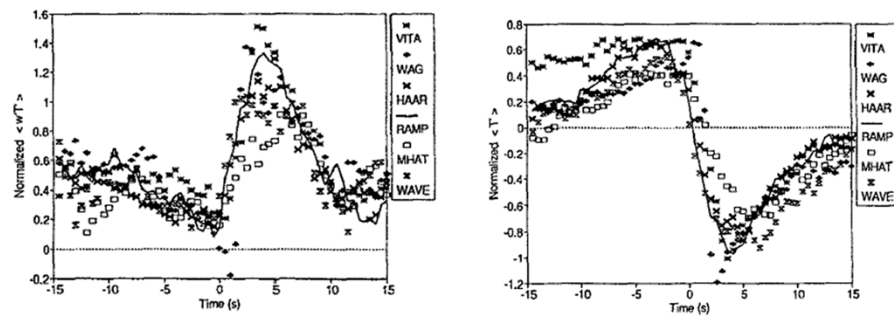 1.6
1.4
1.2
1
0.8
0.6
0.4
0.2
0
-0.2
-15 -10 -5 0 5 10 15
Time (s)
Normalized <w'T'>
VITA
WAG
HAAR
RAMP
MHAT
WAVE
0.8
0.6
0.4
0.2
0
-0.2
-0.4
-0.6
-0.8
-1
-1.2
-15 -10 -5 0 5 10 15
Time (s)
Normalized <T'>
VITA
WAG
HAAR
RAMP
MHAT
WAVE